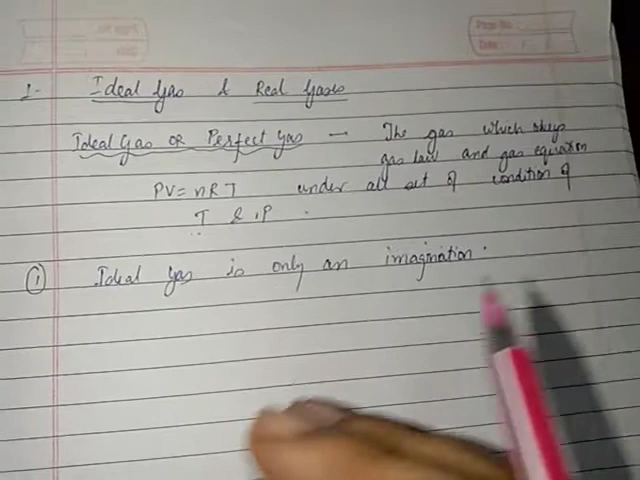 1- Ideal Gas & Real Gases
Ideal Gas OR Perfect Gas - The gas which obeys
gas law and gas equation
PV = nRT under all set of condition of
T & P.
① Ideal gas is only an imagination.